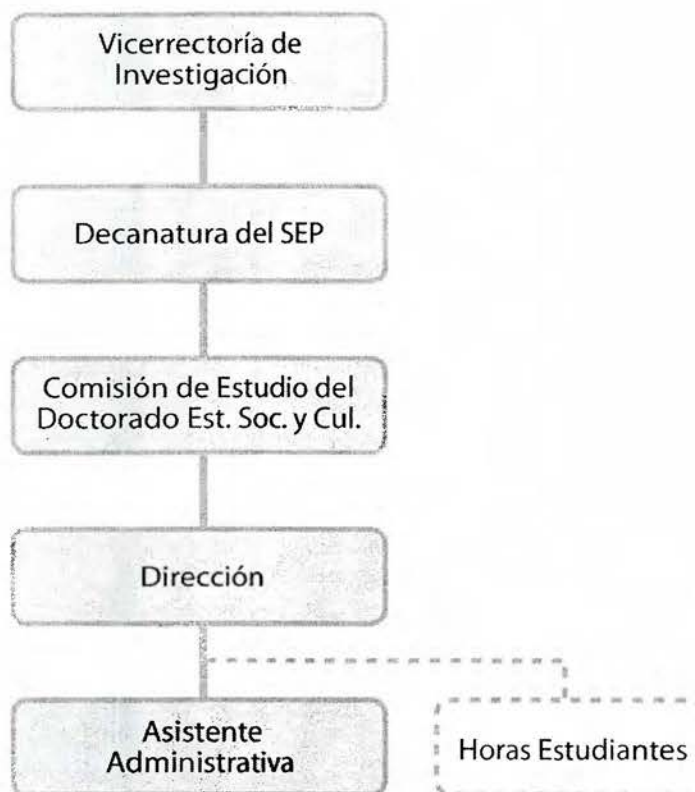 Vicerrectoría de
Investigación
Decanatura del SEP
Comisión de Estudio del
Doctorado Est. Soc. y Cul.
Dirección
Asistente
Administrativa
Horas Estudiantes